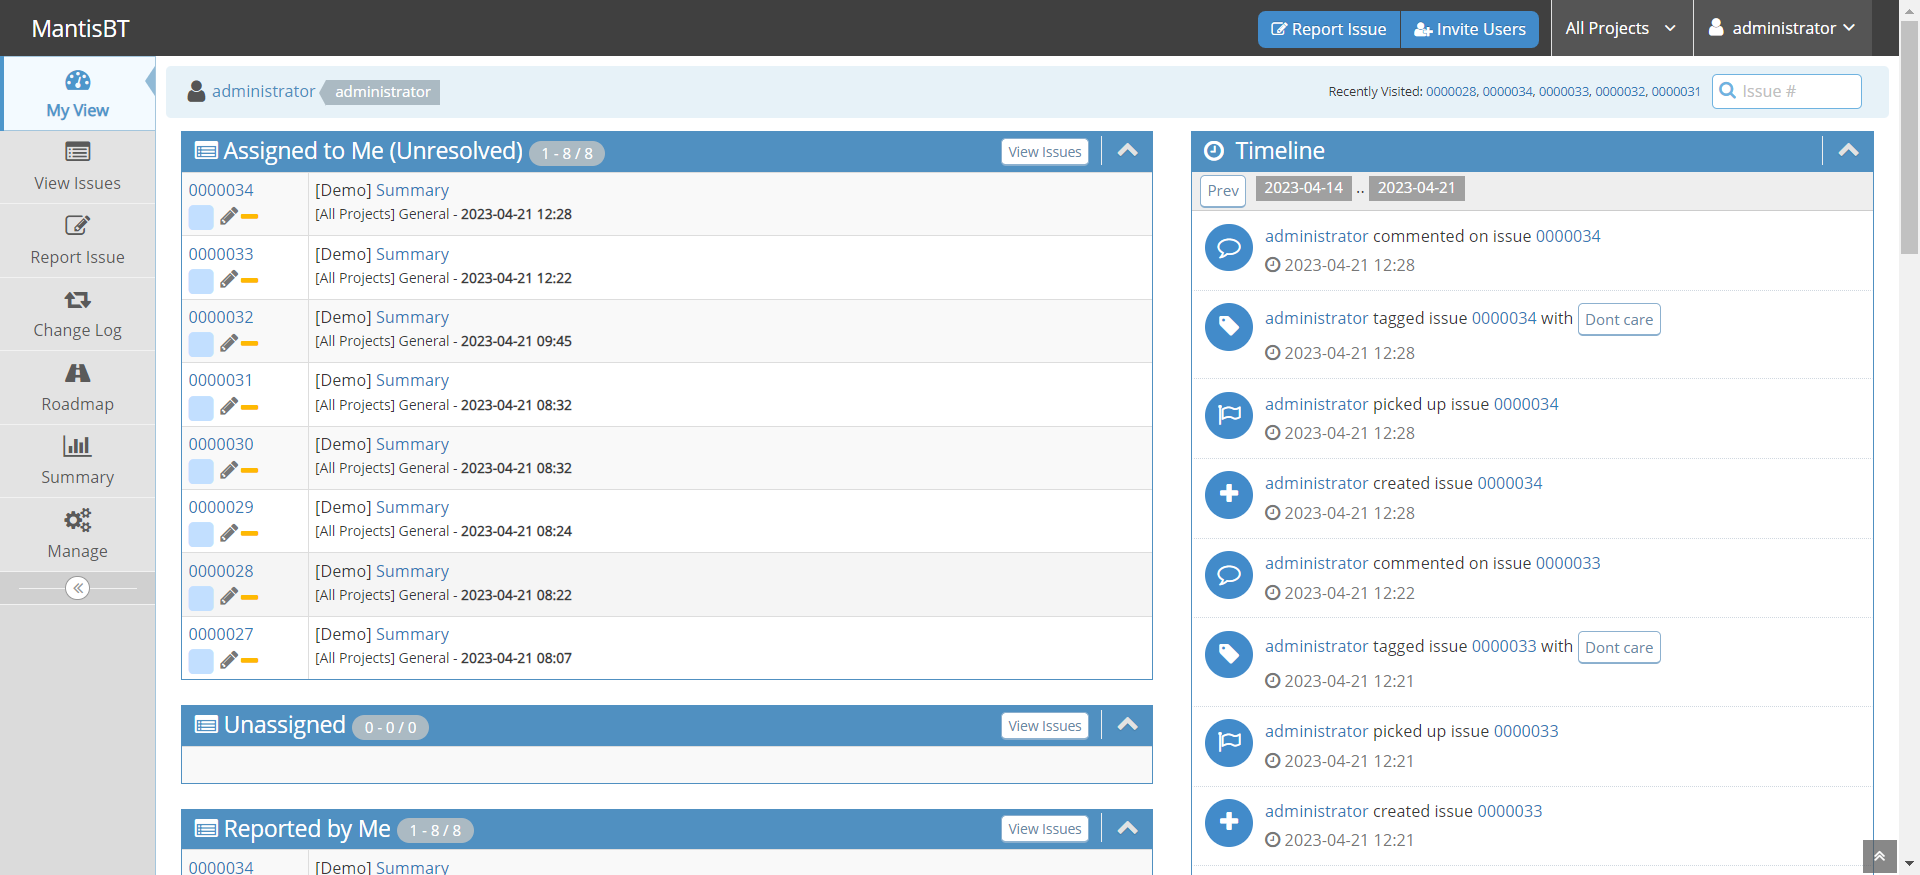 MantisBT
Report Issue
Invite Users
All Projects
administrator
My View
View Issues
Report Issue
Change Log
Roadmap
Summary
Manage
administrator administrator
Recently Visited: 0000028, 0000034, 0000033, 0000032, 0000031
Issue #
Assigned to Me (Unresolved) 1 - 8 / 8 View Issues
0000034 [Demo] Summary
[All Projects] General - 2023-04-21 12:28
0000033 [Demo] Summary
[All Projects] General - 2023-04-21 12:22
0000032 [Demo] Summary
[All Projects] General - 2023-04-21 09:45
0000031 [Demo] Summary
[All Projects] General - 2023-04-21 08:32
0000030 [Demo] Summary
[All Projects] General - 2023-04-21 08:32
0000029 [Demo] Summary
[All Projects] General - 2023-04-21 08:24
0000028 [Demo] Summary
[All Projects] General - 2023-04-21 08:22
0000027 [Demo] Summary
[All Projects] General - 2023-04-21 08:07
Unassigned 0 - 0 / 0 View Issues
Reported by Me 1 - 8 / 8 View Issues
0000034 [Demo] Summary
Timeline
Prev 2023-04-14 .. 2023-04-21
administrator commented on issue 0000034
2023-04-21 12:28
administrator tagged issue 0000034 with Dont care
2023-04-21 12:28
administrator picked up issue 0000034
2023-04-21 12:28
administrator created issue 0000034
2023-04-21 12:28
administrator commented on issue 0000033
2023-04-21 12:22
administrator tagged issue 0000033 with Dont care
2023-04-21 12:21
administrator picked up issue 0000033
2023-04-21 12:21
administrator created issue 0000033
2023-04-21 12:21